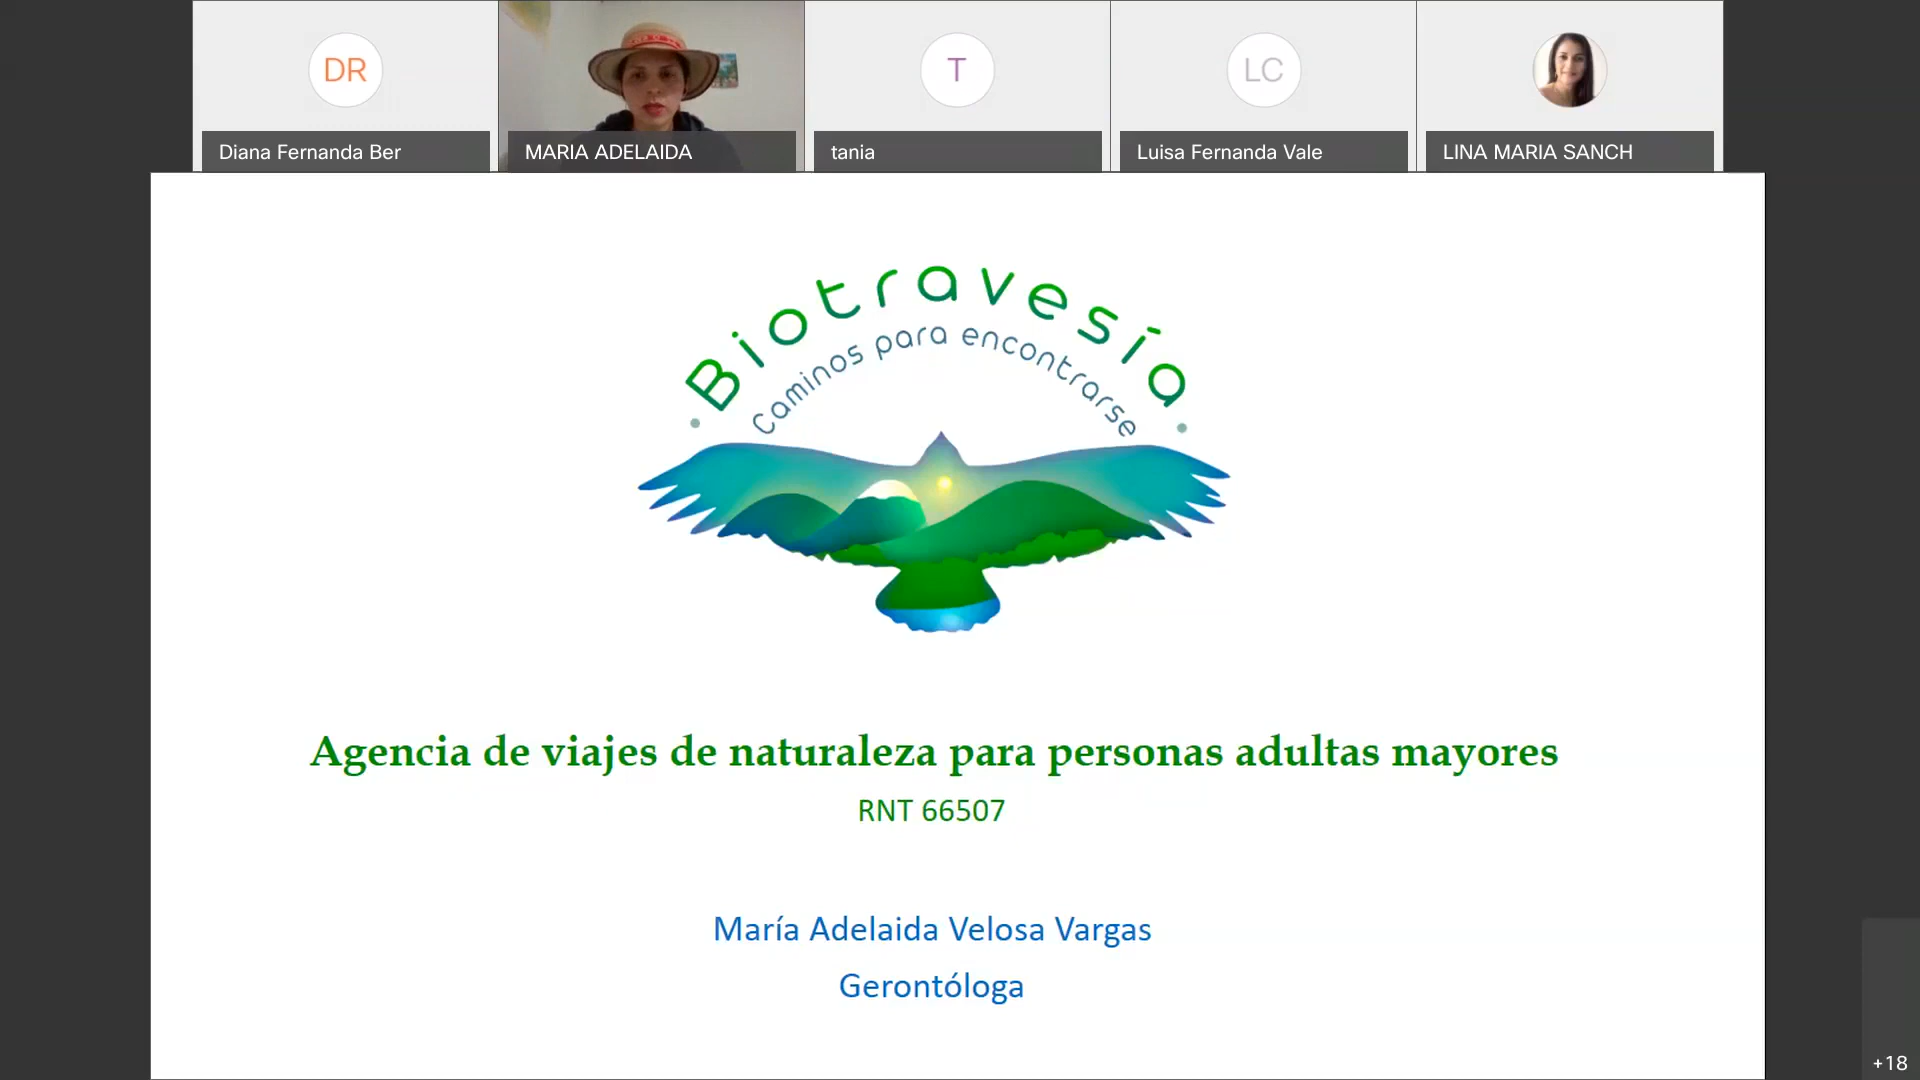 DR
T
LC
Diana Fernanda Ber
MARIA ADELAIDA
tania
Luisa Fernanda Vale
LINA MARIA SANCH
Biotravesía
Caminos para encontrarse
Agencia de viajes de naturaleza para personas adultas mayores
RNT 66507
María Adelaida Velosa Vargas
Gerontóloga
+18